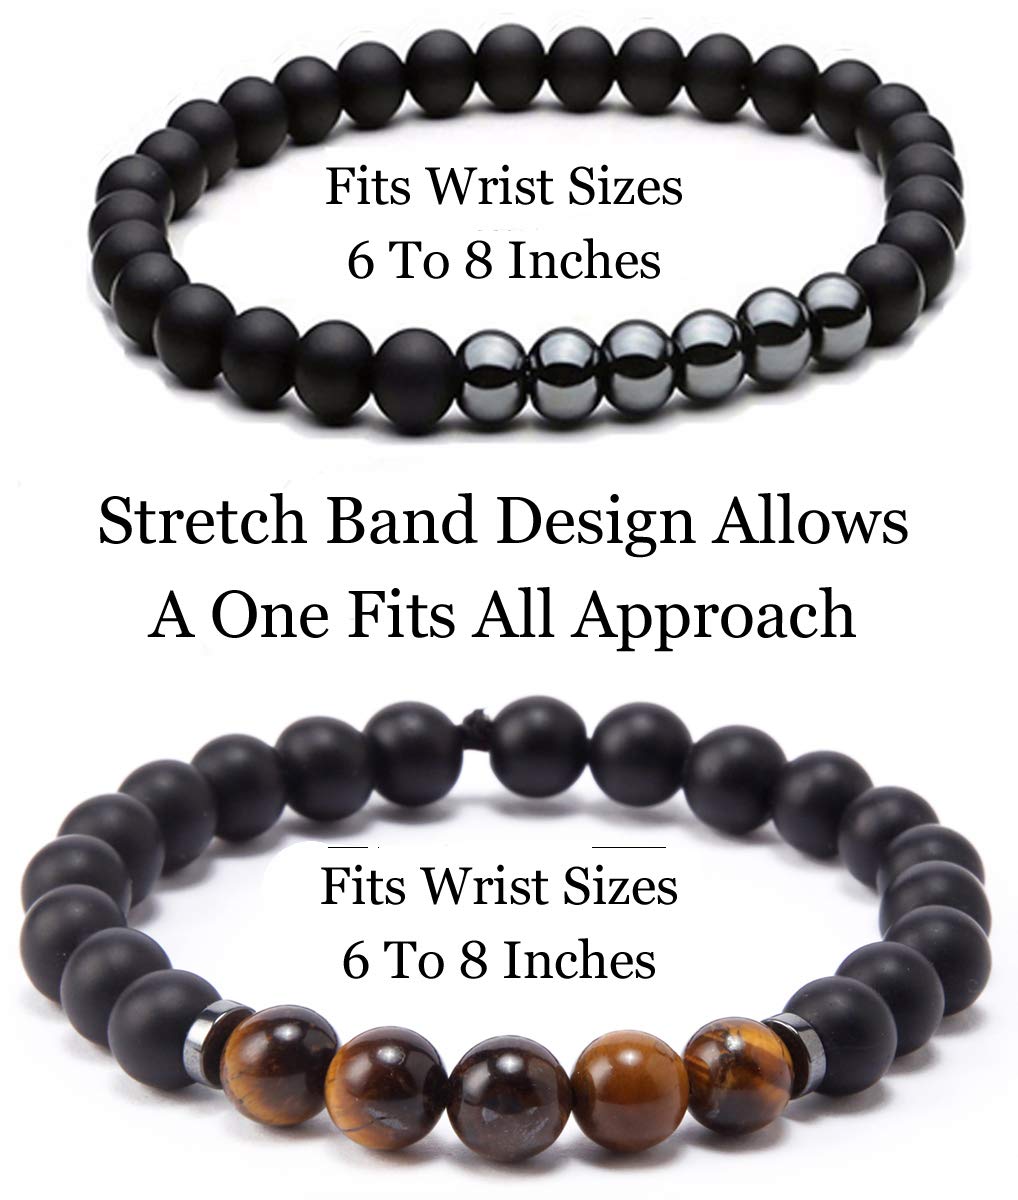 Fits Wrist Sizes
6 To 8 Inches
Stretch Band Design Allows
A One Fits All Approach
Fits Wrist Sizes
6 To 8 Inches